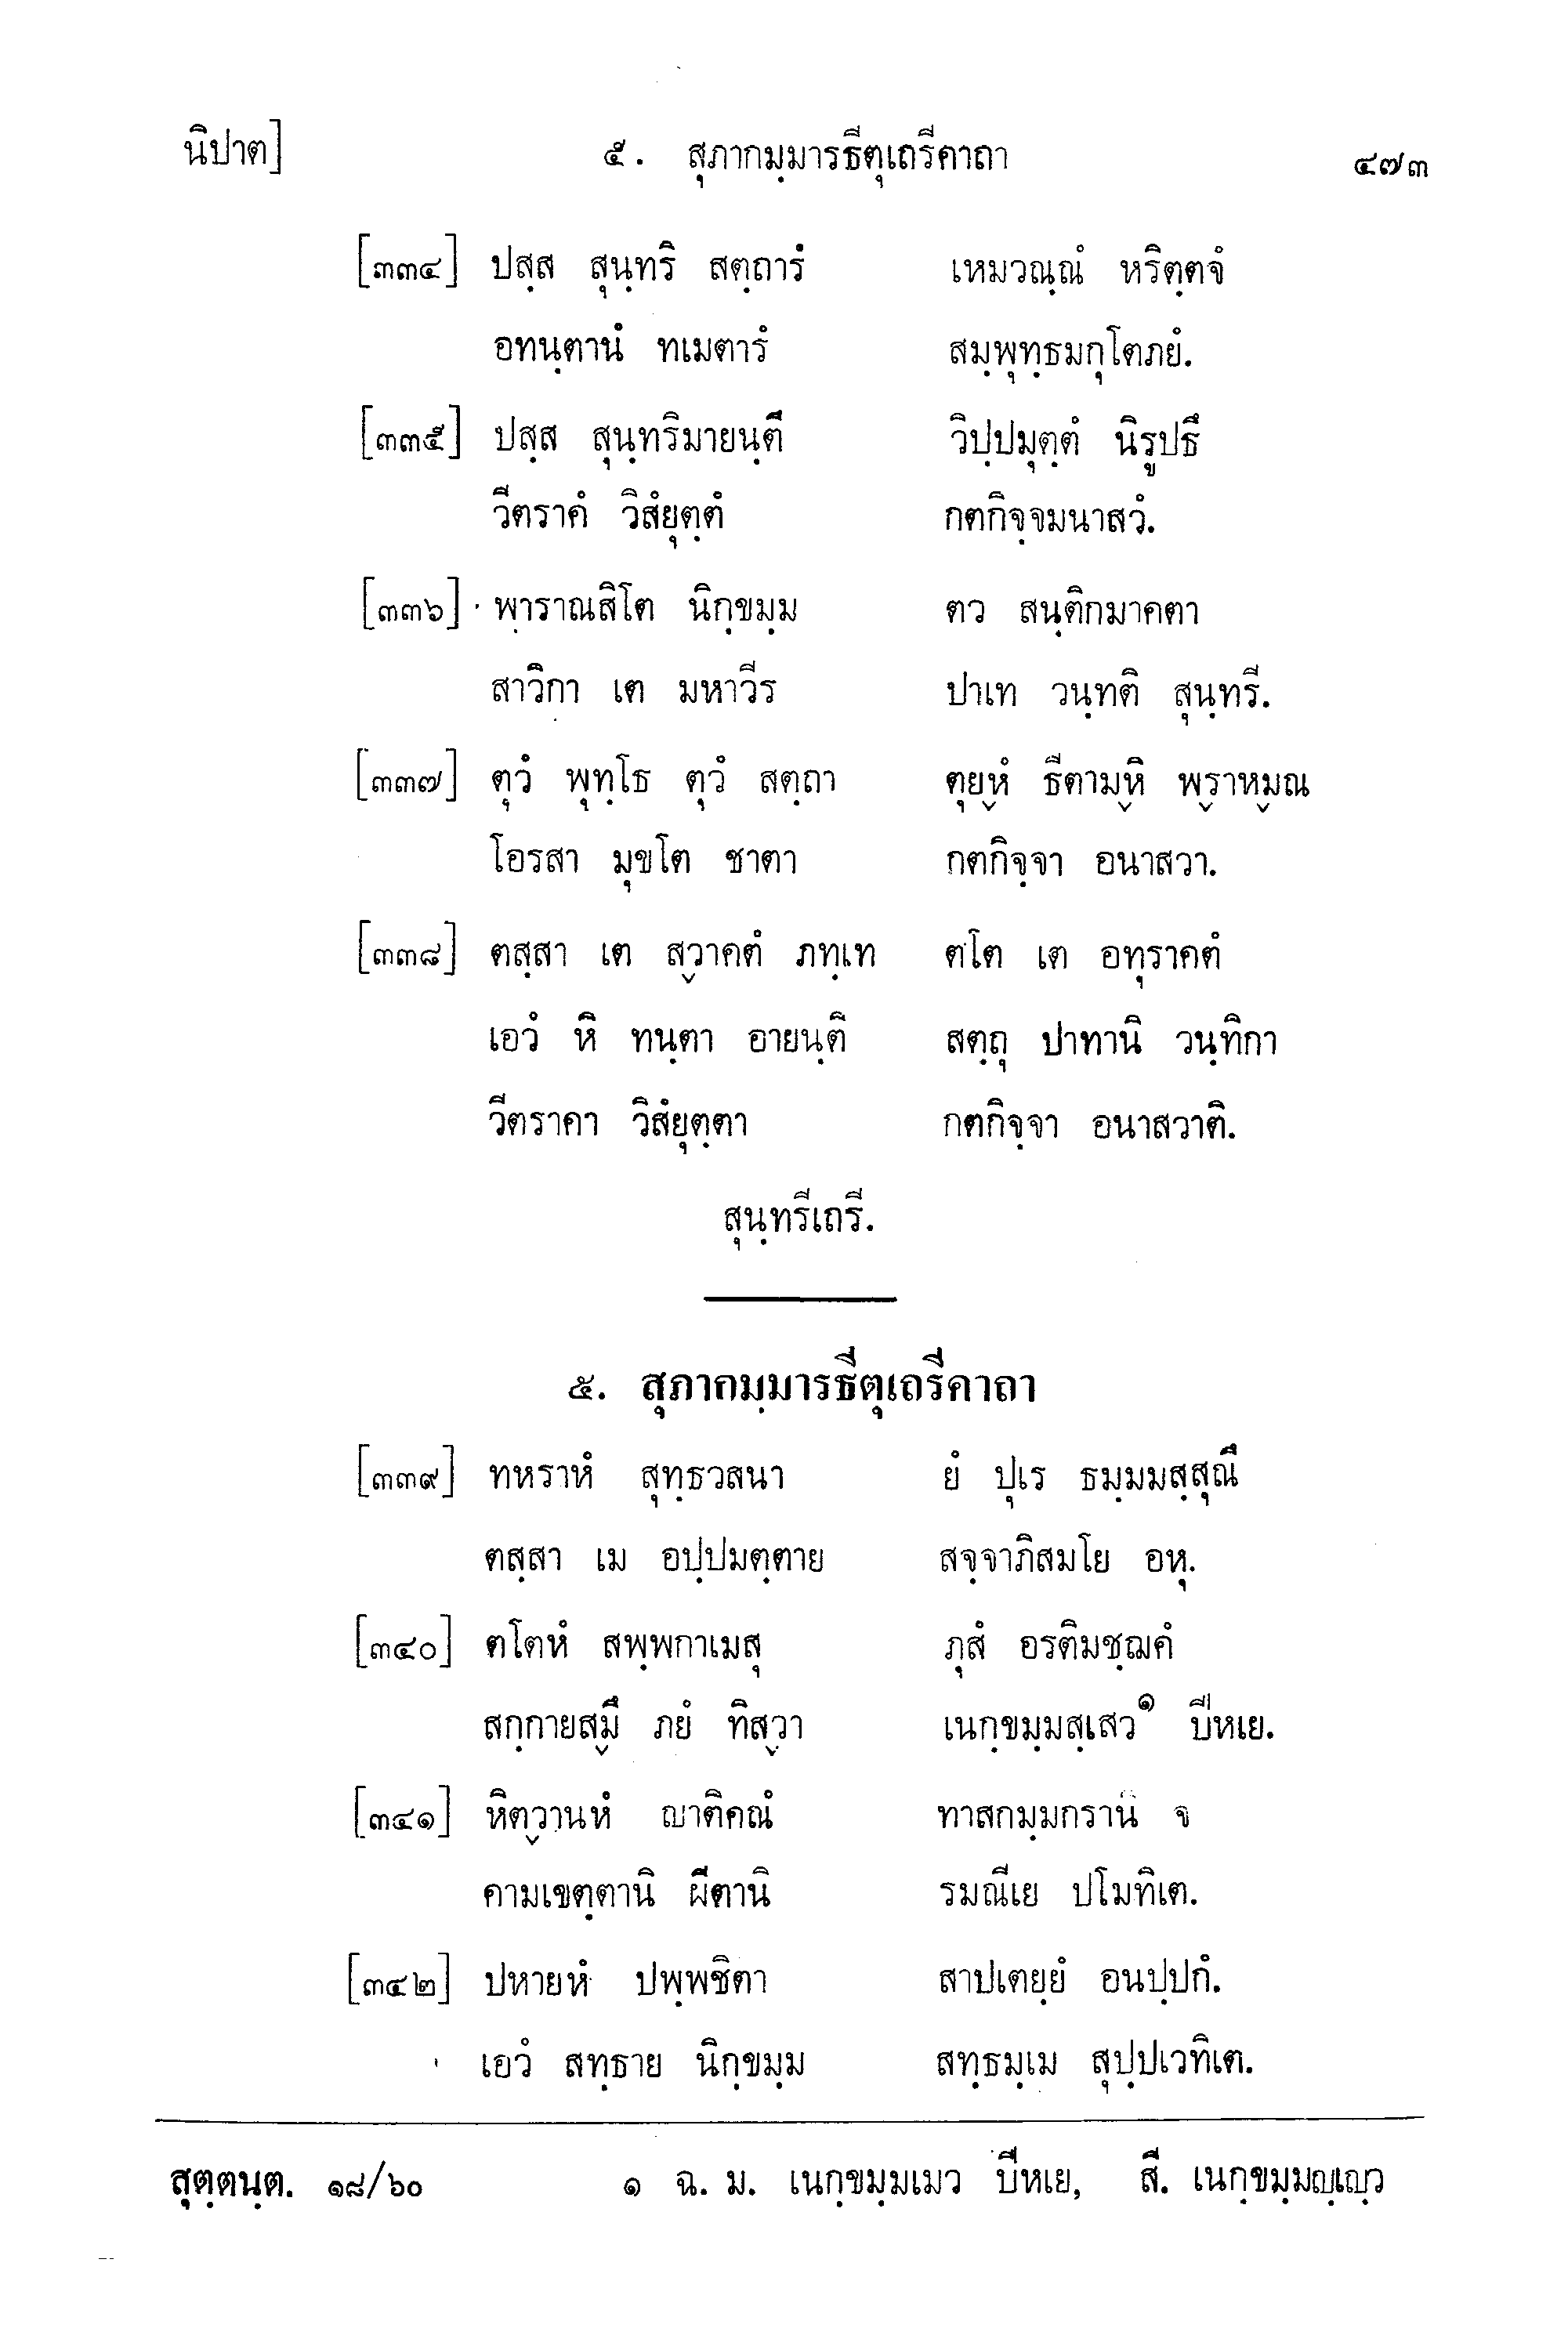 นิปาต] ๕. สุภากมฺมารธีตุเถรีคาถา ๔๗๓
[๓๓๔] ปสฺส สุนฺทริ สตฺถารํ เหมวณฺณํ หริตฺตจํ
อทนฺตานํ ทเมตารํ สมฺพุทฺธมกุโตภยํ.
[๓๓๕] ปสฺส สุนฺทริมายนฺตึ วิปฺปมุตฺตํ นิรูปธึ
วีตราคํ วิสํยุตฺตํ กตกิจฺจมนาสวํ.
[๓๓๖] พาราณสิโต นิกฺขมฺม ตว สนฺติกมาคตา
สาวิกา เต มหาวีร ปาเท วนฺทติ สุนฺทรี.
[๓๓๗] ตุวํ พุทฺโธ ตุวํ สตฺถา ตุยฺหํ ธีตามฺหิ พฺราหฺมณ
โอรสา มุขโต ชาตา กตกิจฺจา อนาสวา.
[๓๓๘] ตสฺสา เต สฺวาคตํ ภทฺเท ตโต เต อทุราคตํ
เอวํ หิ ทนฺตา อายนฺติ สตฺถุ ปาทานิ วนฺทิกา
วีตราคา วิสํยุตฺตา กตกิจฺจา อนาสวาติ.
สุนฺทรีเถรี.
๕. สุภากมฺมารธีตุเถรีคาถา
[๓๓๙] ทหราหํ สุทฺธวสนา ยํ ปุเร ธมฺมมสฺสุณึ
ตสฺสา เม อปฺปมตฺตาย สจฺจาภิสมโย อหุ.
[๓๔๐] ตโตหํ สพฺพกาเมสุ ภุสํ อรติมชฺฌคํ
สกฺกายสฺมึ ภยํ ทิสฺวา เนกฺขมฺมสฺเสว๑ ปีหเย.
[๓๔๑] หิตฺวานหํ ญาติคณํ ทาสกมฺมกรานิ จ
คามเขตฺตานิ ผีตานิ รมณีเย ปโมทิเต.
[๓๔๒] ปหายหํ ปพฺพชิตา สาปเตยฺยํ อนปฺปกํ.
เอวํ สทฺธาย นิกฺขมฺม สทฺธมฺเม สุปฺปเวทิเต.
สุตฺตนฺต. ๑๘/๖๐ ๑ ฉ. ม. เนกฺขมฺมเมว ปีหเย, สี. เนกฺขมฺมญฺเญว